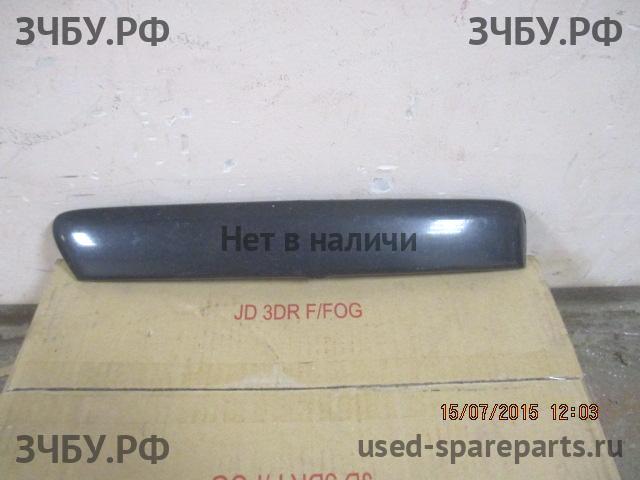 ЗЧБУ.РФ ЗЧБУ.РФ
Нет в наличи
JD 3DR F/FOG
15/07/2015 12:03
ЗЧБУ.РФ used-spareparts.ru